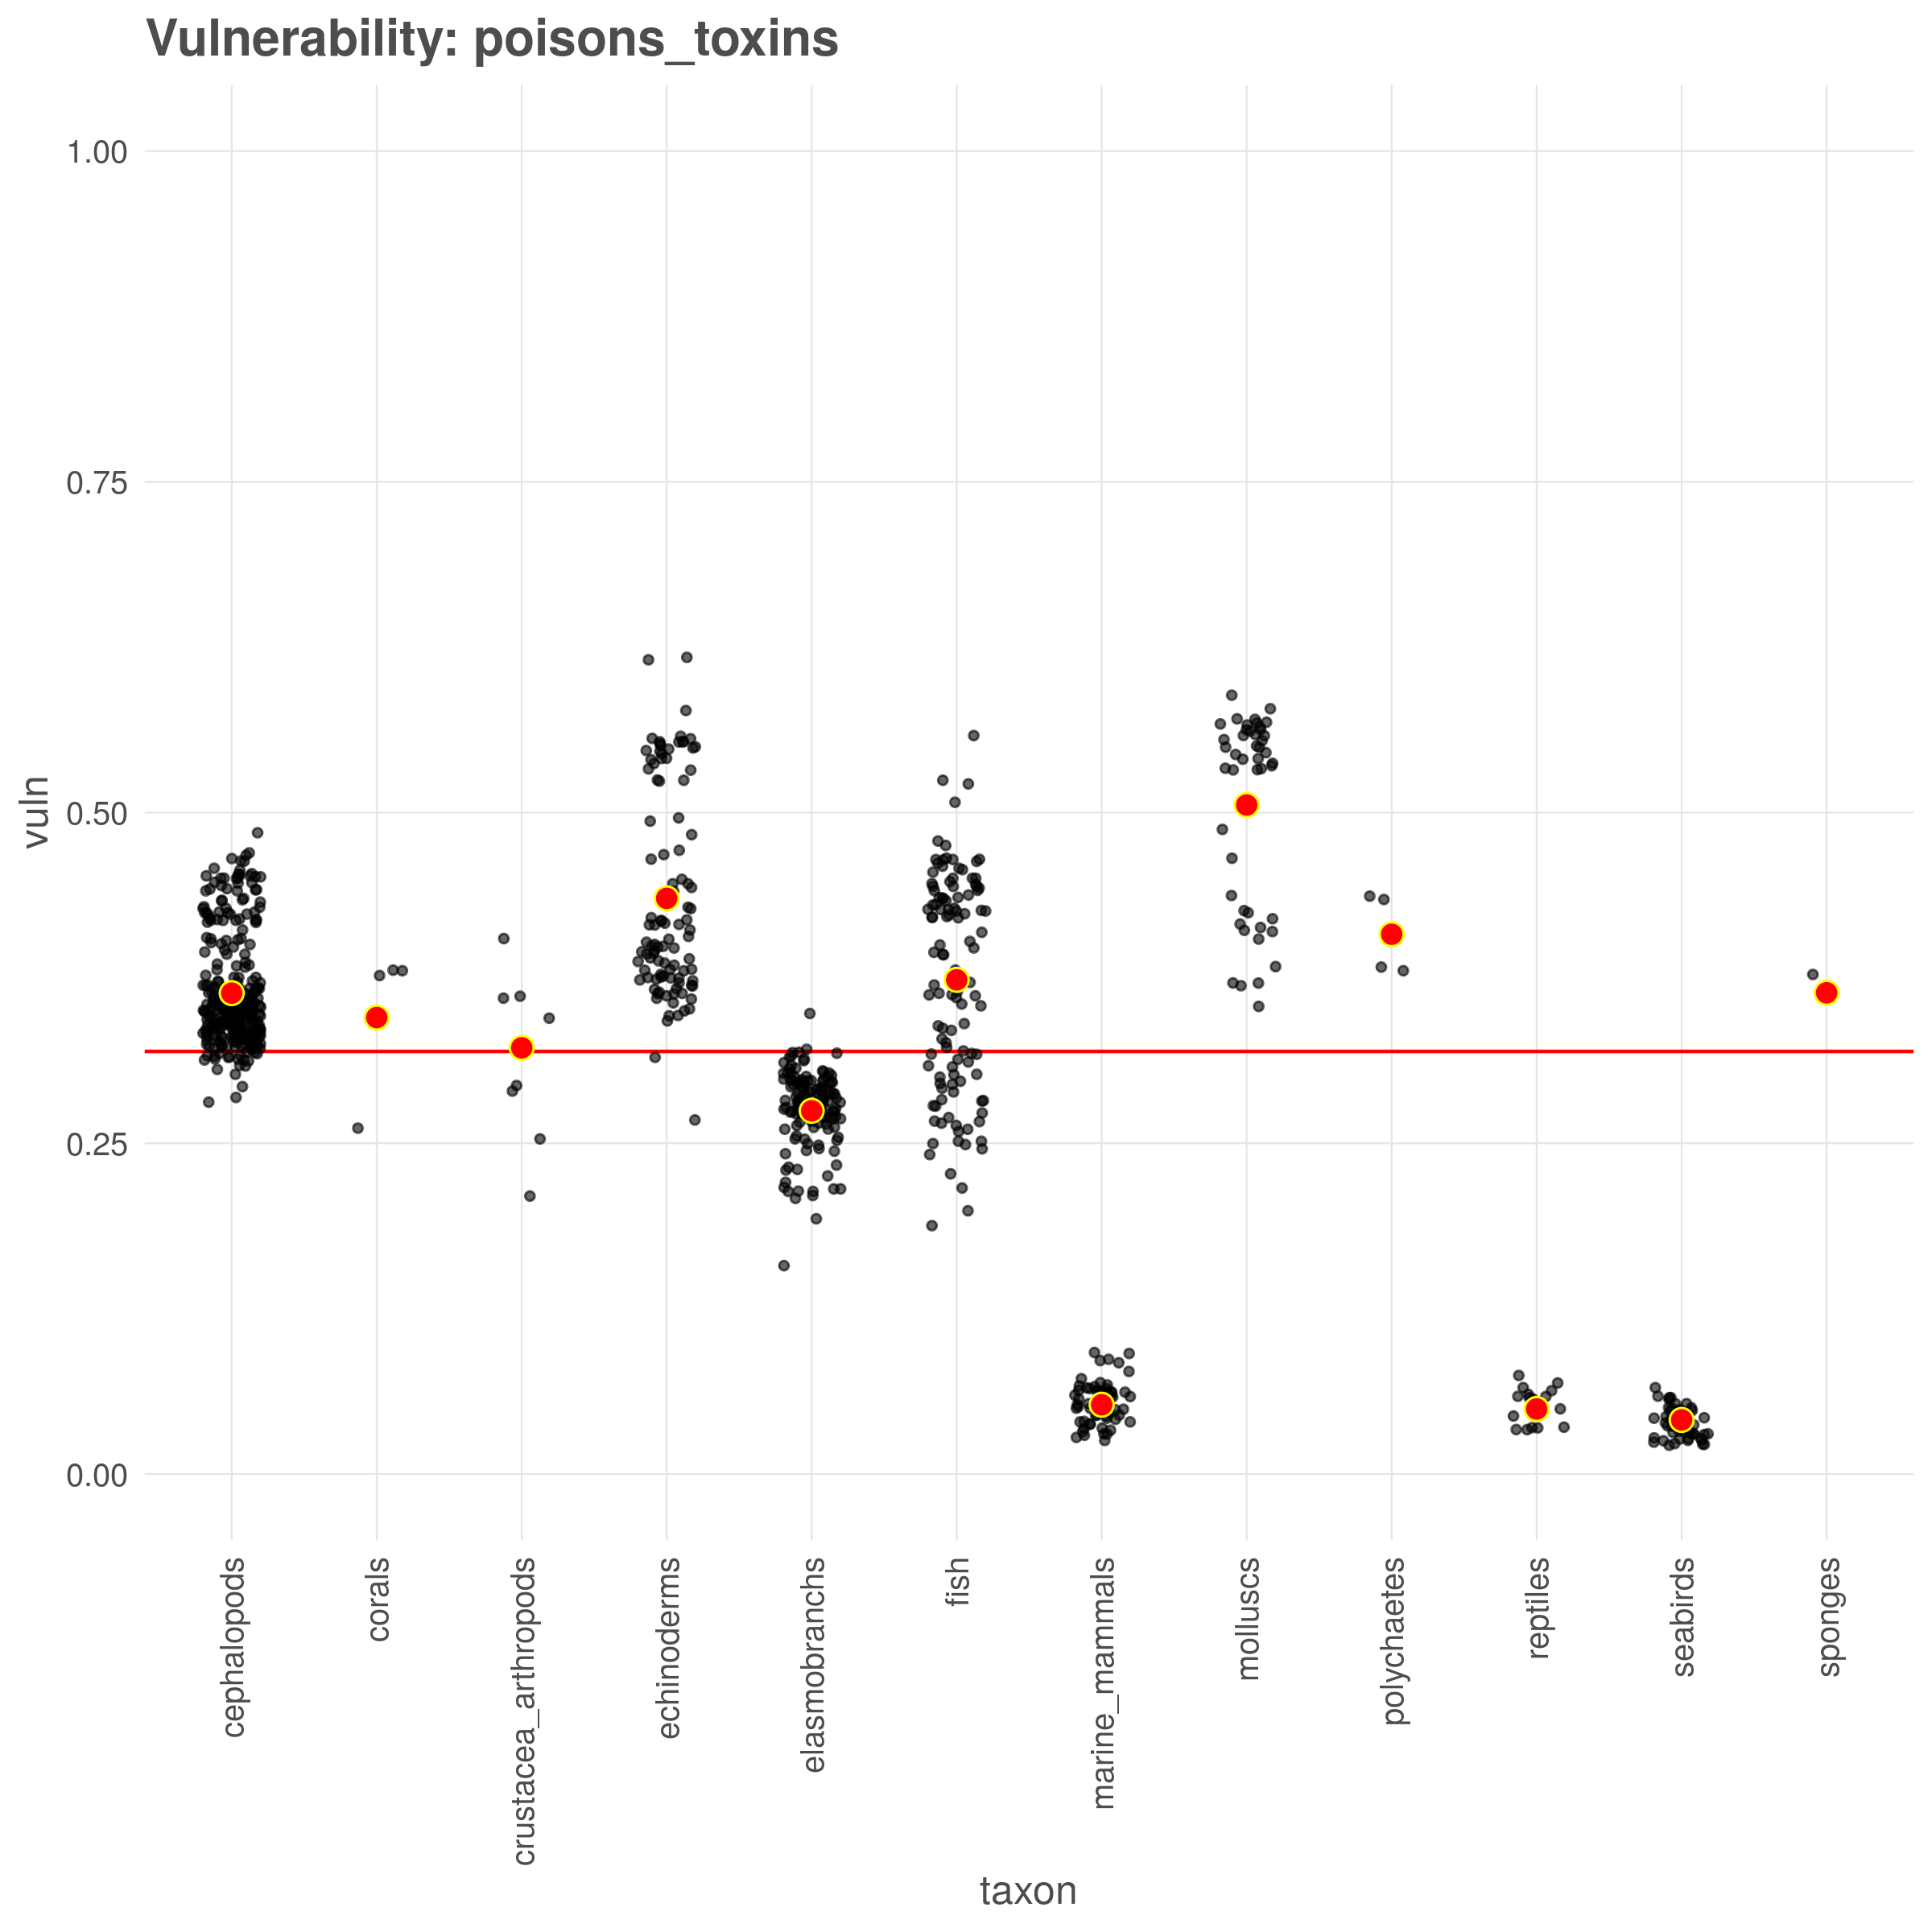 Vulnerability: poisons_toxins
vuln
1.00
0.75
0.50
0.25
0.00
cephalopods
corals
crustacea_arthropods
echinoderms
elasmobranchs
fish
marine_mammals
molluscs
polychaetes
reptiles
seabirds
sponges
taxon